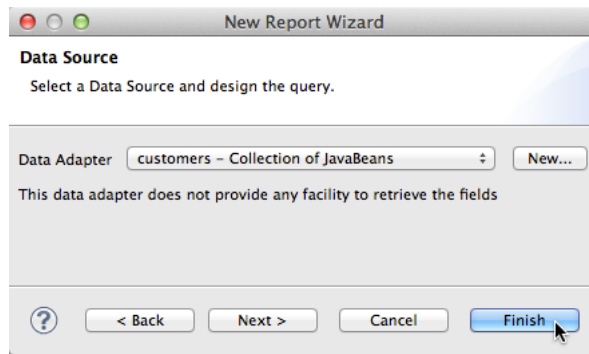 New Report Wizard
Data Source
Select a Data Source and design the query.
Data Adapter customers – Collection of JavaBeans New...
This data adapter does not provide any facility to retrieve the fields
? < Back Next > Cancel Finish